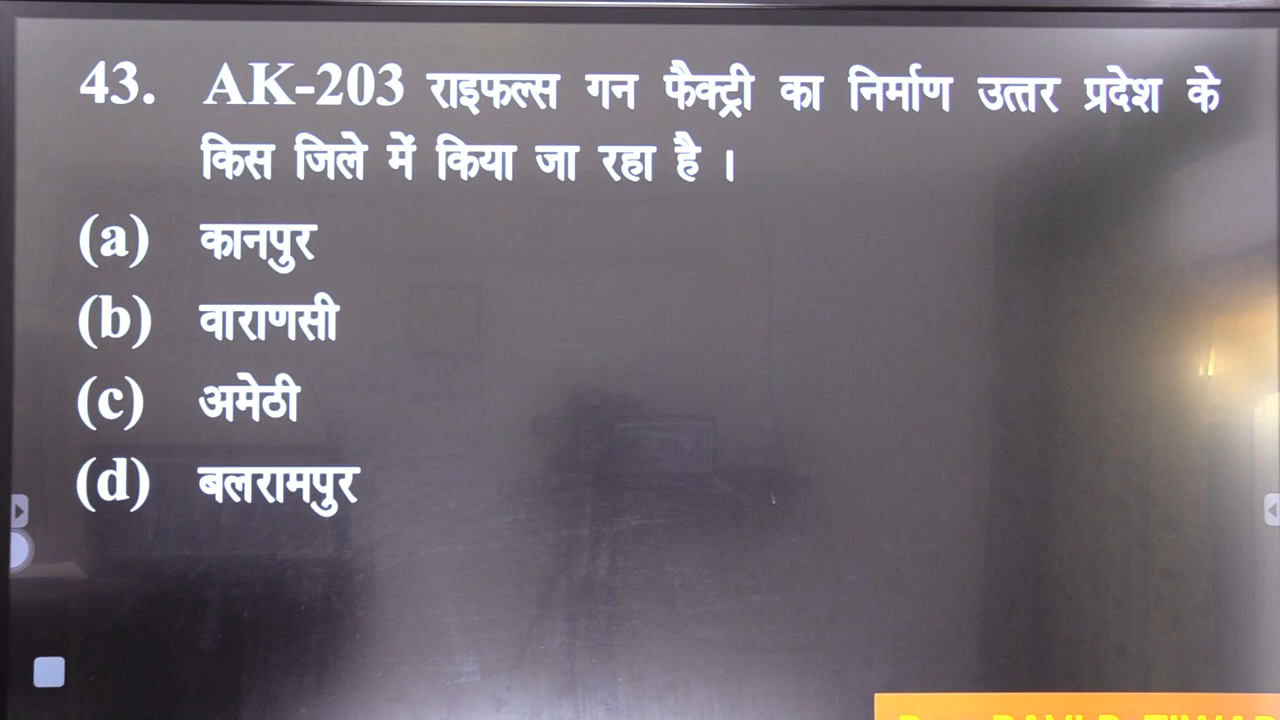 43. AK-203 राइफल्स गन फैक्ट्री का निर्माण उत्तर प्रदेश के
किस जिले में किया जा रहा है ।
(a) कानपुर
(b) वाराणसी
(c) अमेठी
(d) बलरामपुर